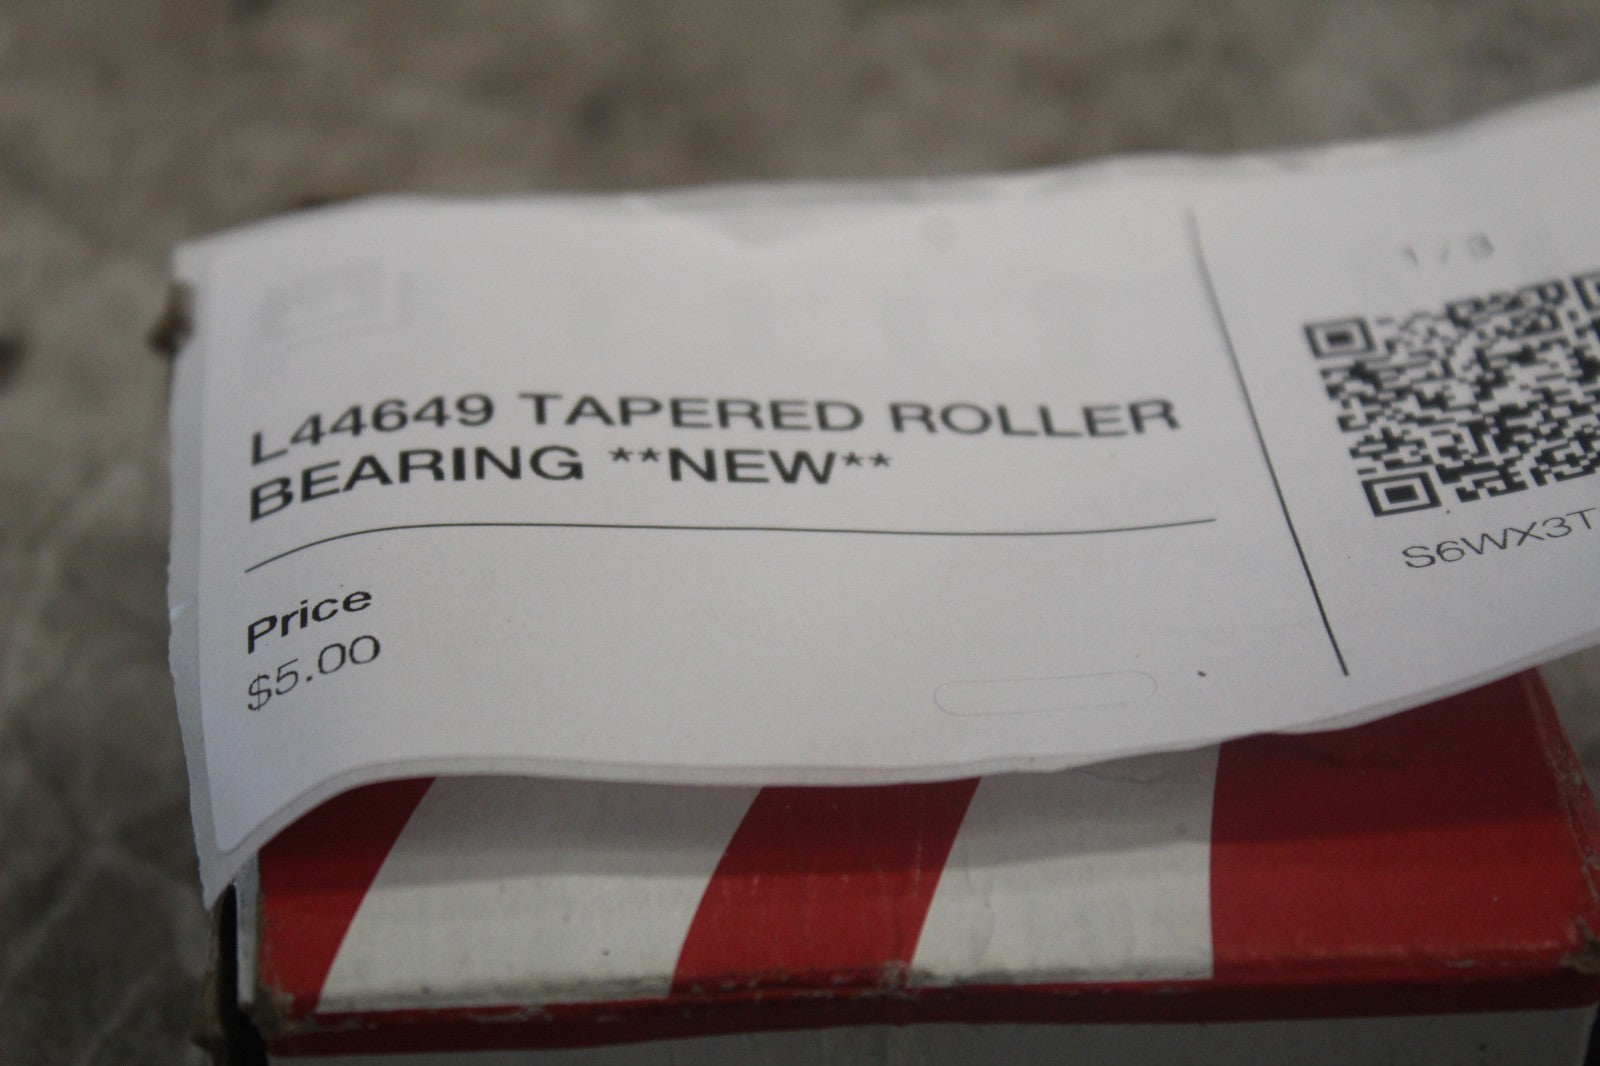 L44649 TAPERED ROLLER
BEARING **NEW**
Price
$5.00
1 / 3
S6WX3T